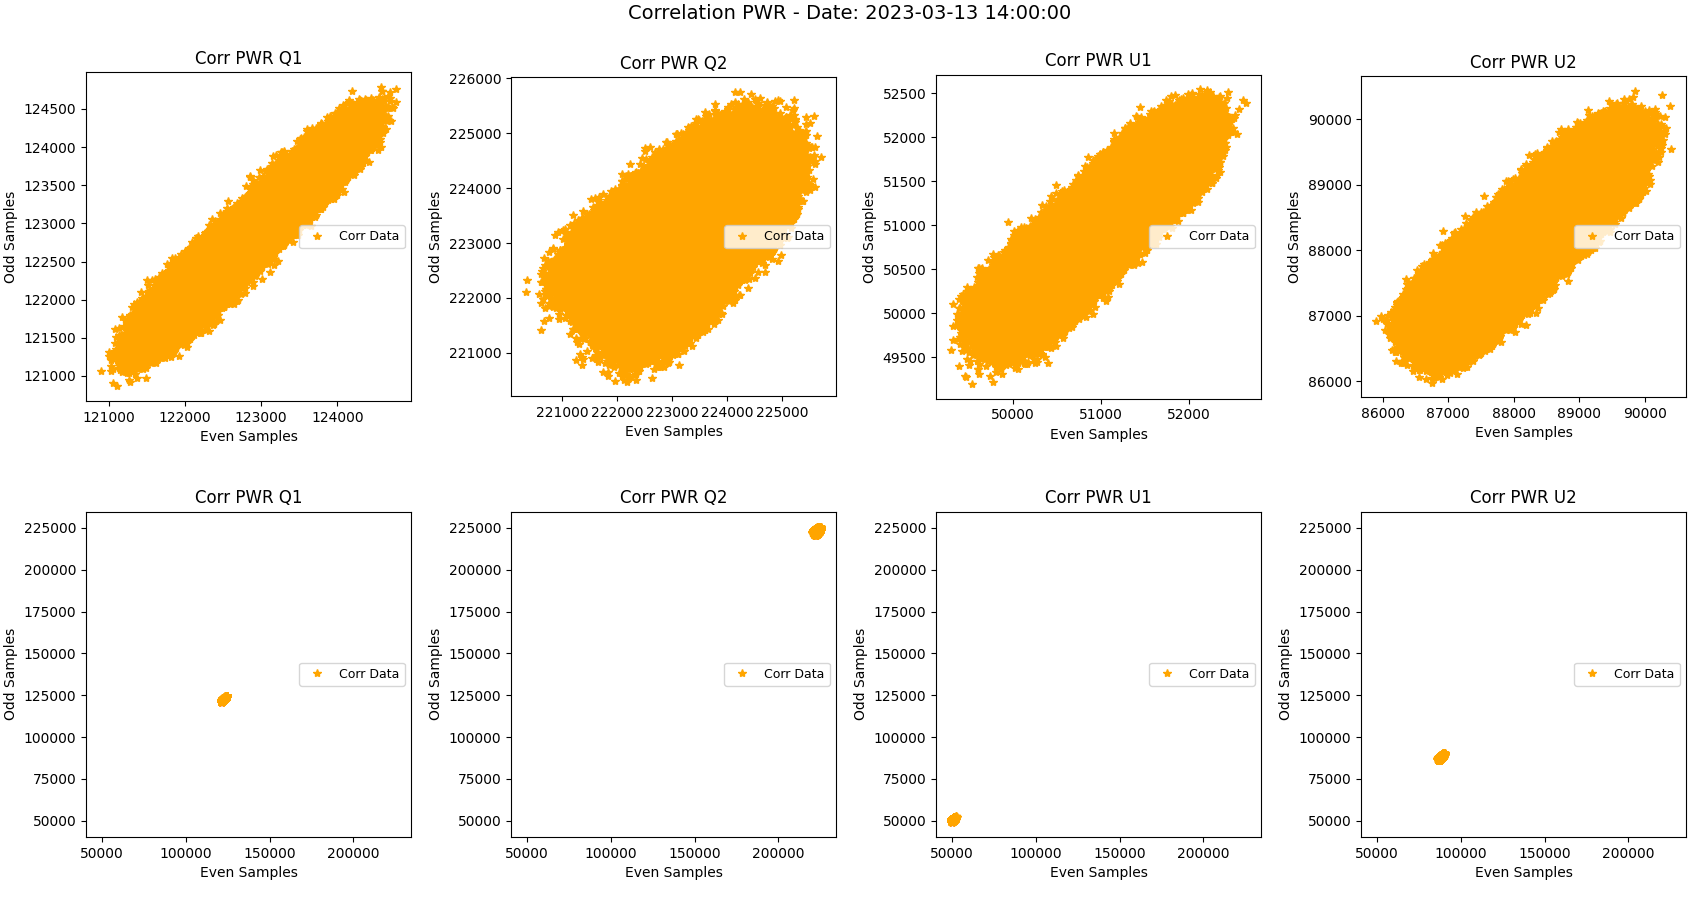 Correlation PWR - Date: 2023-03-13 14:00:00
Corr PWR Q1
124500
124000
123500
123000
122500
122000
121500
121000
Odd Samples
Corr Data
121000 122000 123000 124000
Even Samples
Corr PWR Q2
226000
225000
224000
223000
222000
221000
Odd Samples
Corr Data
221000 222000 223000 224000 225000
Even Samples
Corr PWR U1
52500
52000
51500
51000
50500
50000
49500
Odd Samples
Corr Data
50000 51000 52000
Even Samples
Corr PWR U2
90000
89000
88000
87000
86000
Odd Samples
Corr Data
86000 87000 88000 89000 90000
Even Samples
Corr PWR Q1
225000
200000
175000
150000
125000
100000
75000
50000
Odd Samples
Corr Data
50000 100000 150000 200000
Even Samples
Corr PWR Q2
225000
200000
175000
150000
125000
100000
75000
50000
Odd Samples
Corr Data
50000 100000 150000 200000
Even Samples
Corr PWR U1
225000
200000
175000
150000
125000
100000
75000
50000
Odd Samples
Corr Data
50000 100000 150000 200000
Even Samples
Corr PWR U2
225000
200000
175000
150000
125000
100000
75000
50000
Odd Samples
Corr Data
50000 100000 150000 200000
Even Samples